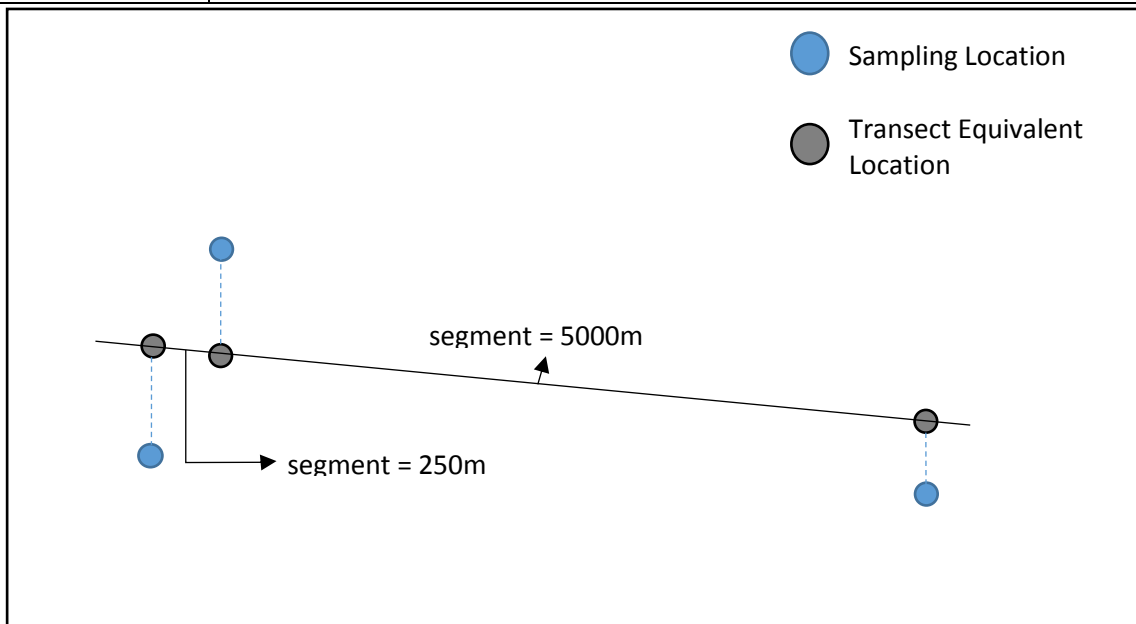 Sampling Location
Transect Equivalent
Location
segment = 5000m
segment = 250m